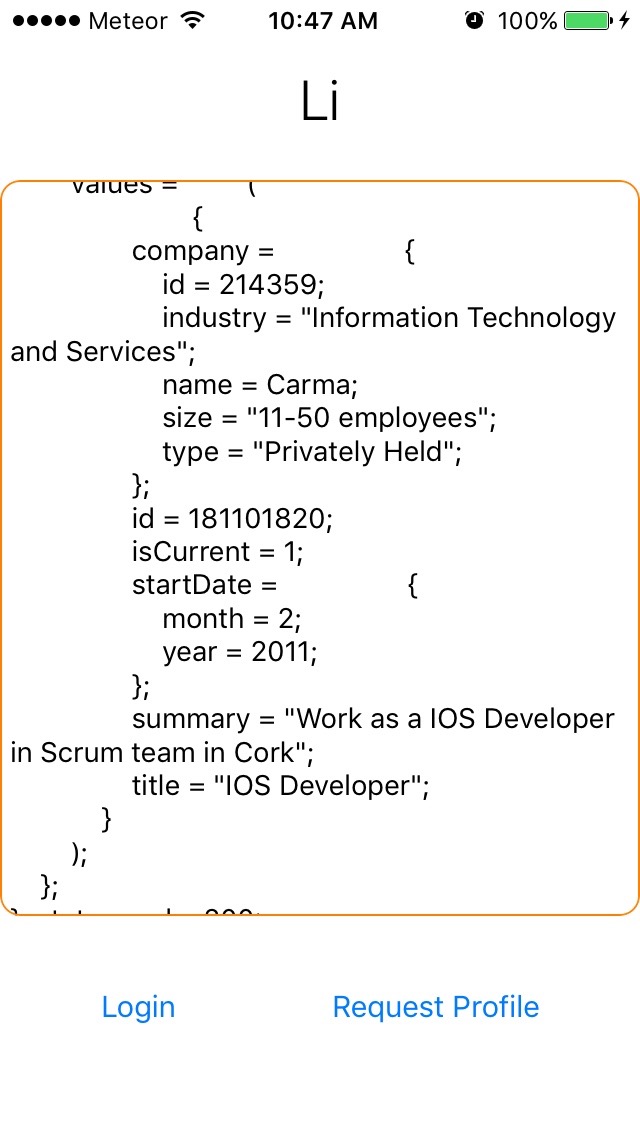 Meteor 10:47 AM 100%
Li
values = (
{
company = {
id = 214359;
industry = "Information Technology
and Services";
name = Carma;
size = "11-50 employees";
type = "Privately Held";
};
id = 181101820;
isCurrent = 1;
startDate = {
month = 2;
year = 2011;
};
summary = "Work as a IOS Developer
in Scrum team in Cork";
title = "IOS Developer";
}
);
};
Login Request Profile